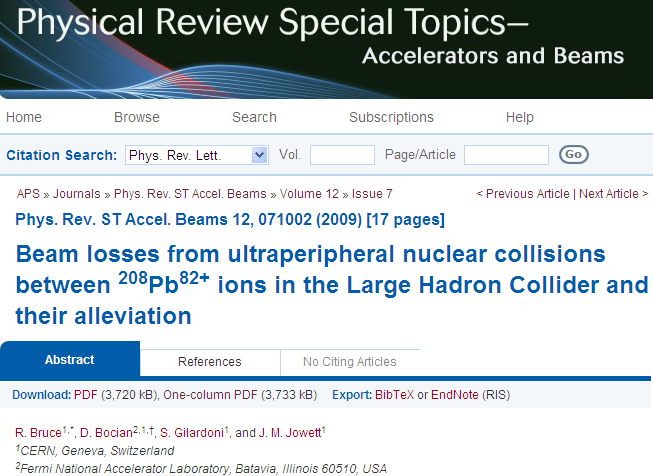 Physical Review Special Topics—
Accelerators and Beams
Home Browse Search Subscriptions Help
Citation Search: Phys. Rev. Lett. Vol. Page/Article Go
APS » Journals » Phys. Rev. ST Accel. Beams » Volume 12 » Issue 7 < Previous Article | Next Article >
Phys. Rev. ST Accel. Beams 12, 071002 (2009) [17 pages]
Beam losses from ultraperipheral nuclear collisions
between ²⁰⁸Pb⁸²⁺ ions in the Large Hadron Collider and
their alleviation
Abstract References No Citing Articles
Download: PDF (3,720 kB), One-column PDF (3,733 kB) Export: BibTeX or EndNote (RIS)
R. Bruce¹,*, D. Bocian²,¹,†, S. Gilardoni¹, and J. M. Jowett¹
¹CERN, Geneva, Switzerland
²Fermi National Accelerator Laboratory, Batavia, Illinois 60510, USA